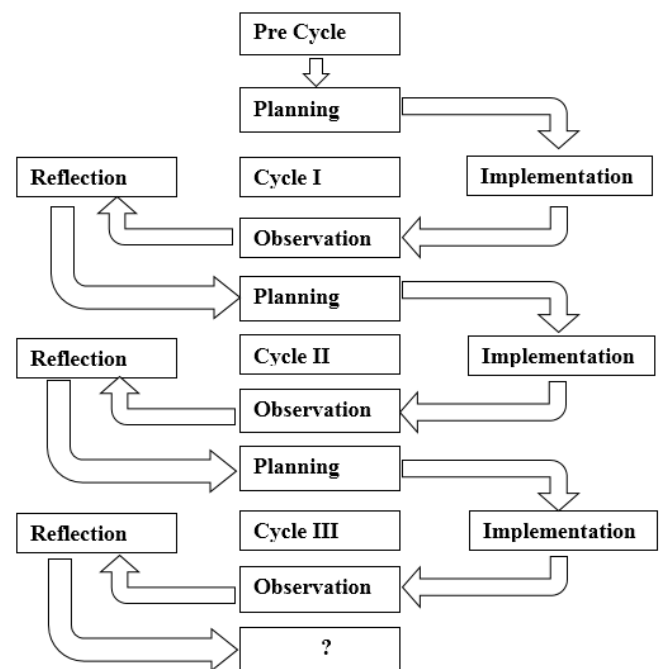 Pre Cycle
Planning
Reflection
Cycle I
Implementation
Observation
Planning
Reflection
Cycle II
Implementation
Observation
Planning
Reflection
Cycle III
Implementation
Observation
?